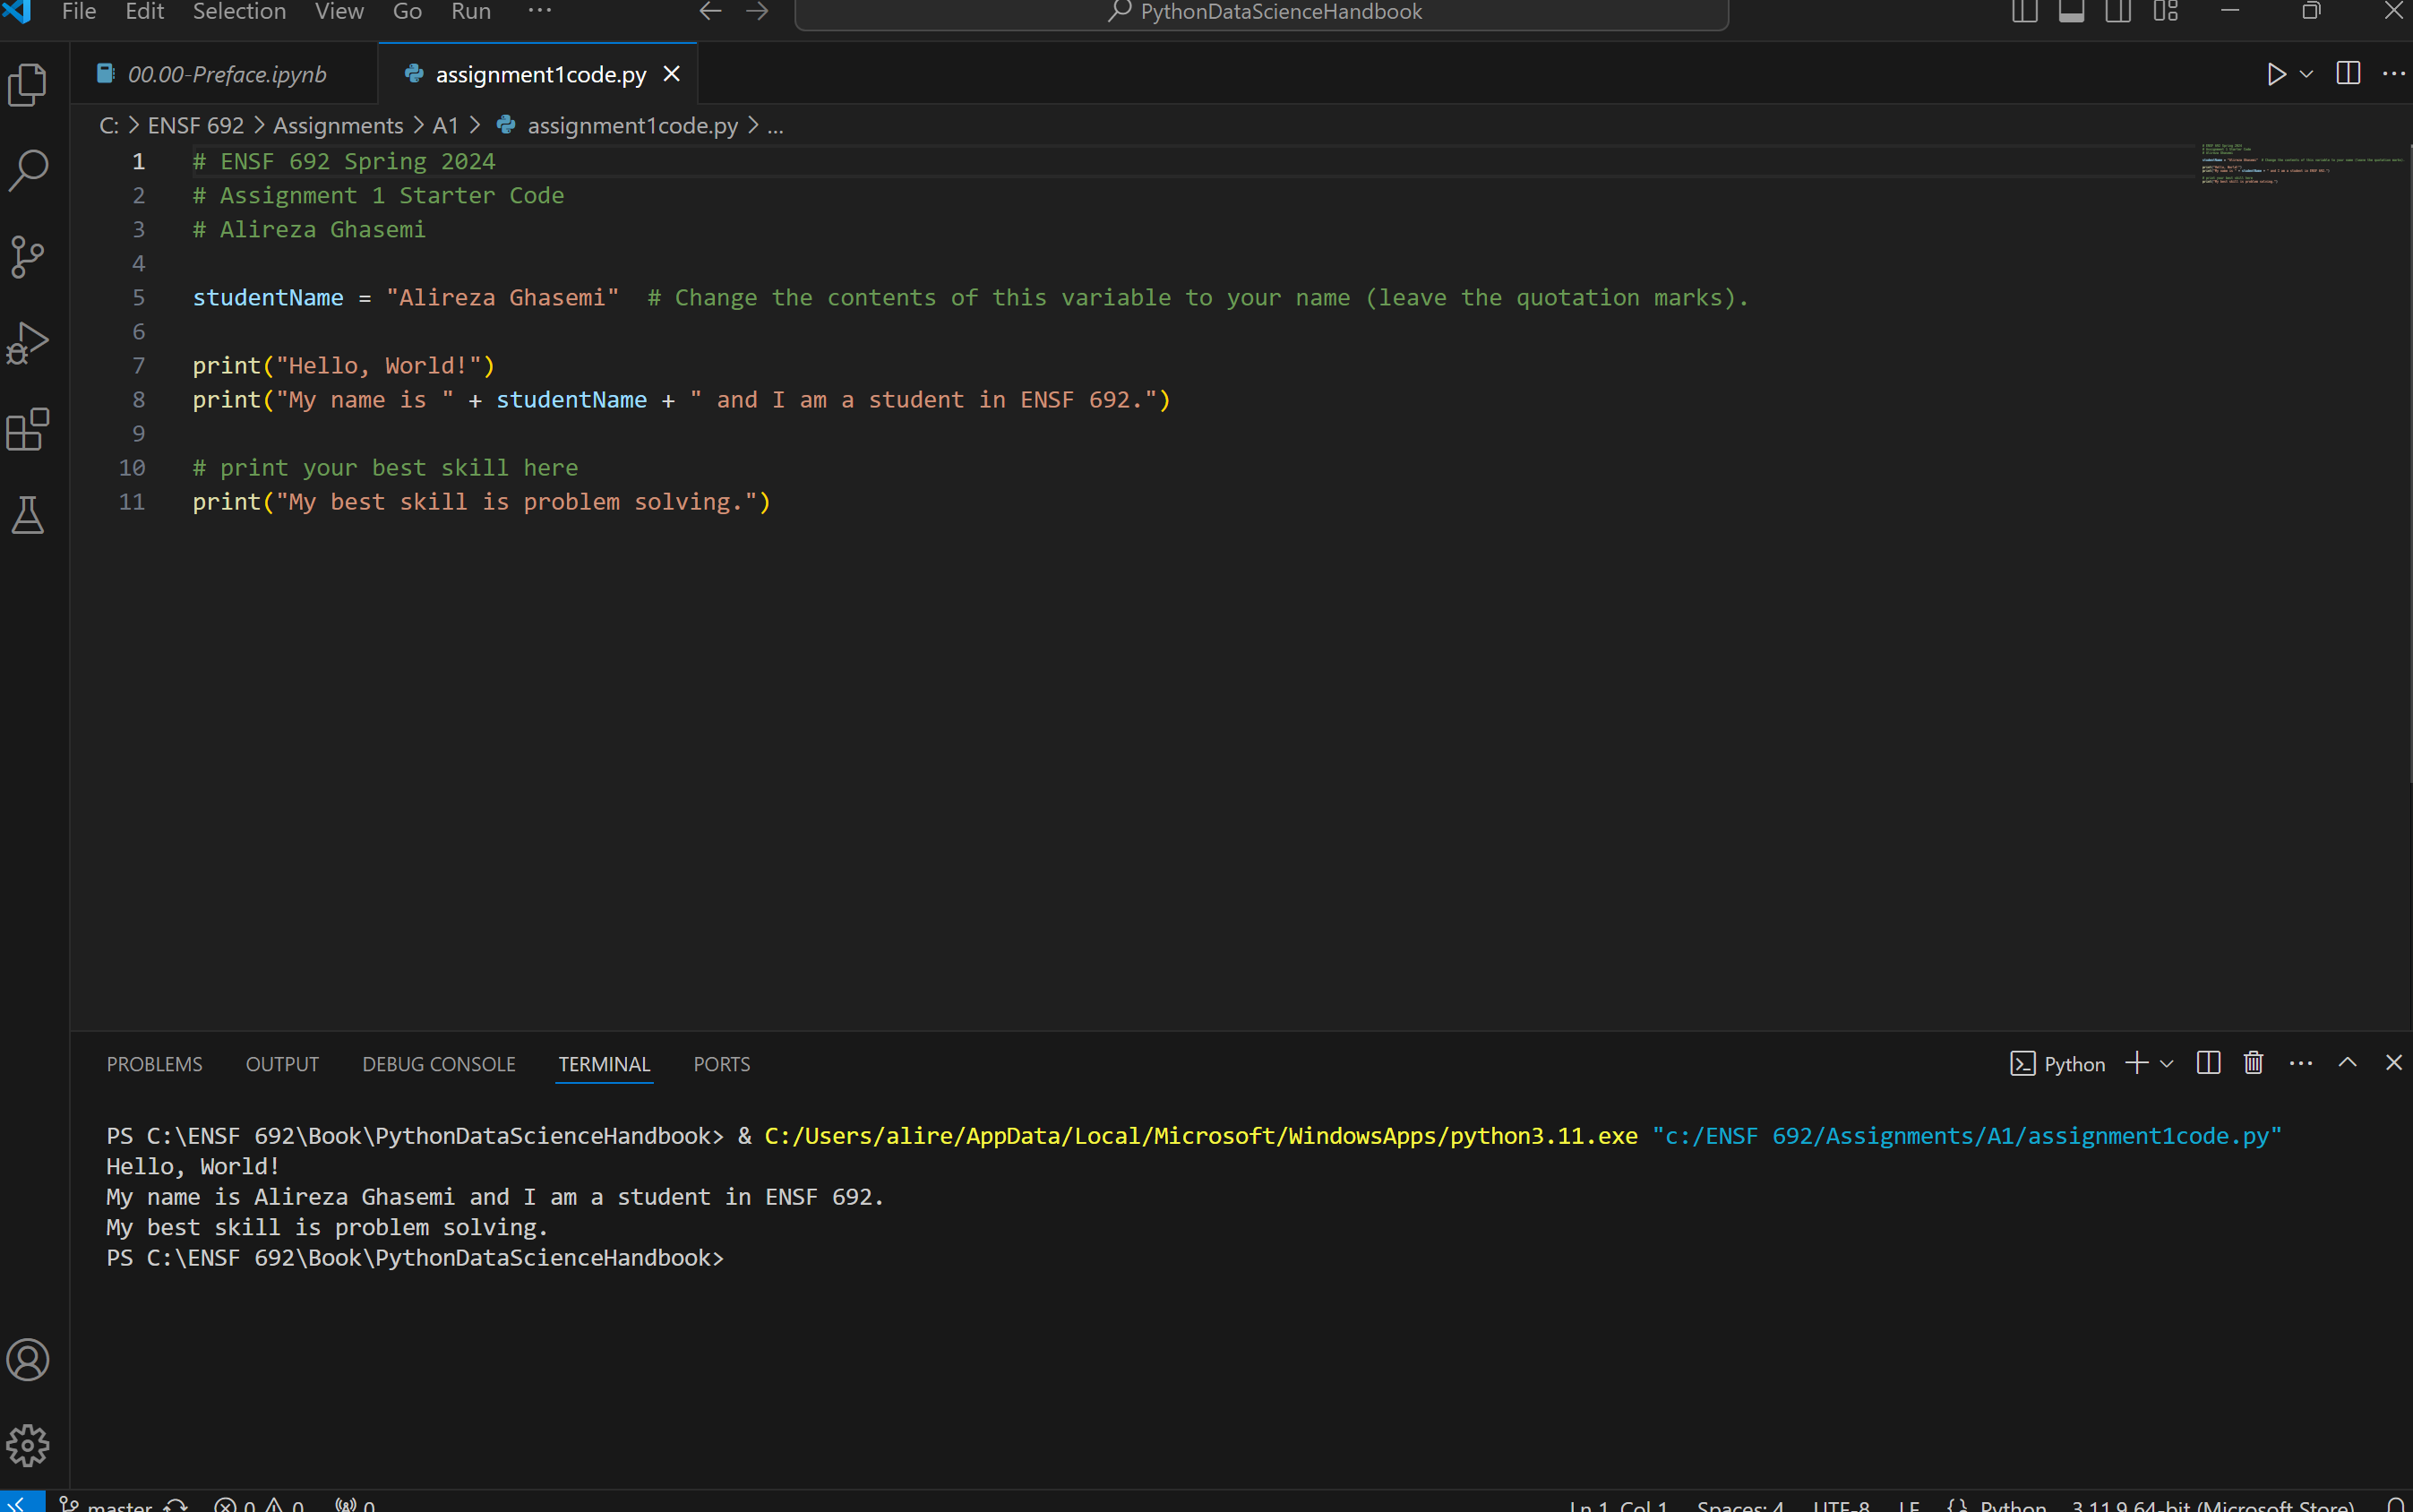 File Edit Selection View Go Run ··· PythonDataScienceHandbook
00.00-Preface.ipynb assignment1code.py
C: > ENSF 692 > Assignments > A1 > assignment1code.py > ...
1 # ENSF 692 Spring 2024
2 # Assignment 1 Starter Code
3 # Alireza Ghasemi
4
5 studentName = "Alireza Ghasemi"  # Change the contents of this variable to your name (leave the quotation marks).
6
7 print("Hello, World!")
8 print("My name is " + studentName + " and I am a student in ENSF 692.")
9
10 # print your best skill here
11 print("My best skill is problem solving.")
PROBLEMS OUTPUT DEBUG CONSOLE TERMINAL PORTS Python
PS C:\ENSF 692\Book\PythonDataScienceHandbook> & C:/Users/alire/AppData/Local/Microsoft/WindowsApps/python3.11.exe "c:/ENSF 692/Assignments/A1/assignment1code.py"
Hello, World!
My name is Alireza Ghasemi and I am a student in ENSF 692.
My best skill is problem solving.
PS C:\ENSF 692\Book\PythonDataScienceHandbook>
master 0 0 0 Ln 1, Col 1 Spaces: 4 UTF-8 LF {} Python 3.11.9 64-bit (Microsoft Store)